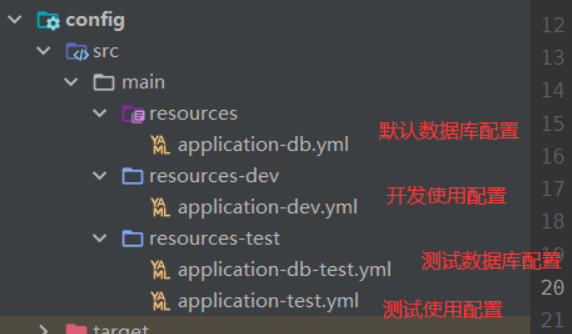 config
src
main
resources
application-db.yml 默认数据库配置
resources-dev
application-dev.yml 开发使用配置
resources-test
application-db-test.yml 测试数据库配置
application-test.yml 测试使用配置
target
12
13
14
15
16
17
18
19
20
21